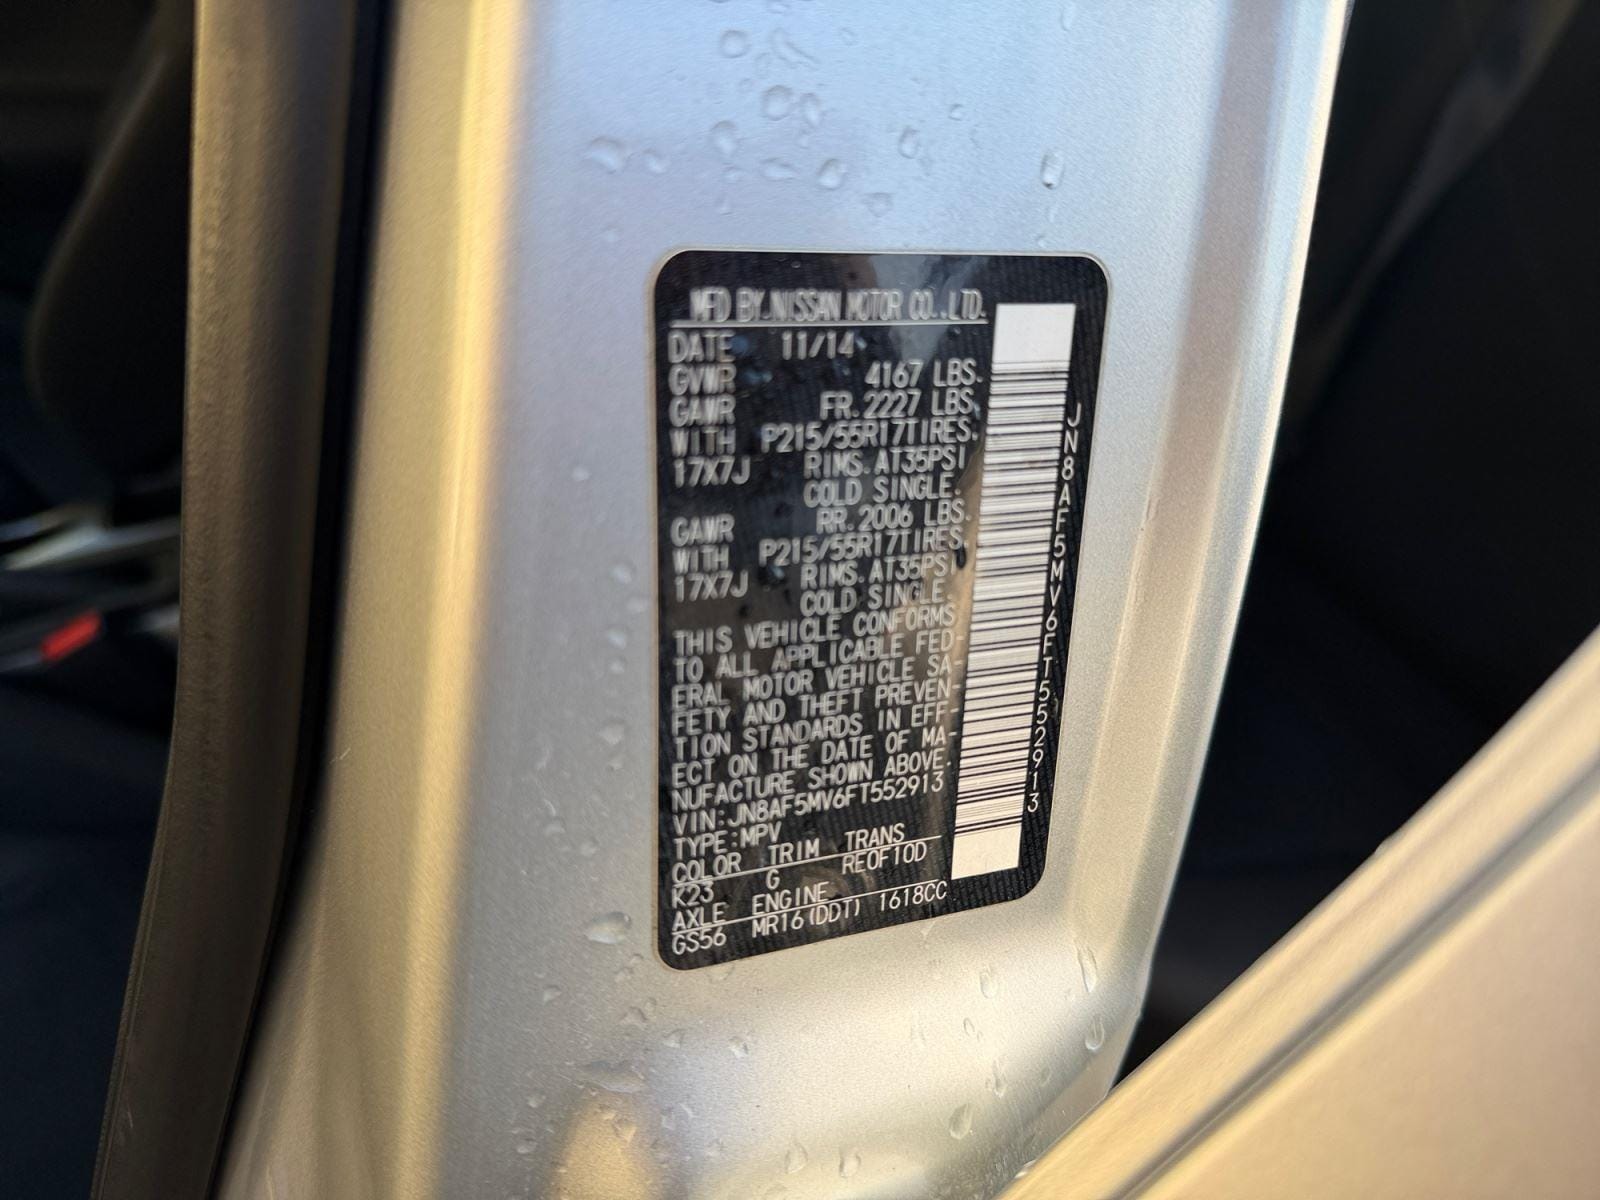 MFD BY.NISSAN MOTOR CO.,LTD.
DATE 11/14
GVWR 4167 LBS.
GAWR FR.2227 LBS.
WITH P215/55R17TIRES.
17X7J RIMS.AT35PSI
COLD SINGLE.
GAWR RR.2006 LBS.
WITH P215/55R17TIRES.
17X7J RIMS.AT35PSI
COLD SINGLE.
THIS VEHICLE CONFORMS
TO ALL APPLICABLE FED-
ERAL MOTOR VEHICLE SA-
FETY AND THEFT PREVEN-
TION STANDARDS IN EFF-
ECT ON THE DATE OF MA-
NUFACTURE SHOWN ABOVE.
VIN:JN8AF5MV6FT552913
TYPE:MPV
COLOR TRIM TRANS
K23 G RE0F10D
AXLE ENGINE
GS56 MR16(DDT) 1618CC
JN8AF5MV6FT552913